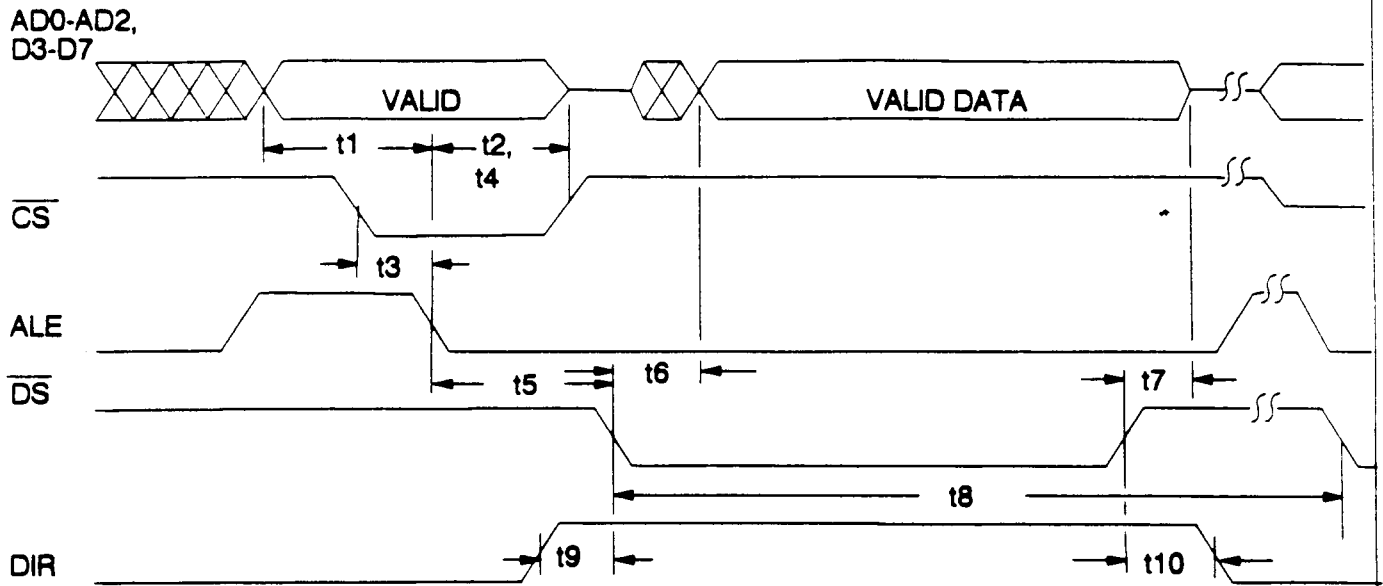 AD0-AD2,
D3-D7
VALID
VALID DATA
t1
t2,
t4
CS
t3
ALE
t5
t6
t7
DS
t8
DIR
t9
t10